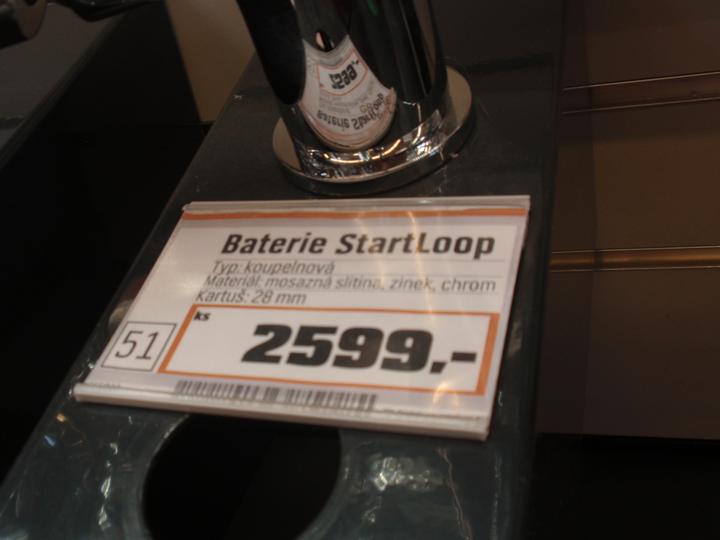 Baterie StartLoop
Typ: koupelnová
Materiál: mosazná slitina, zinek, chrom
Kartuš: 28 mm
ks
51
2599,-